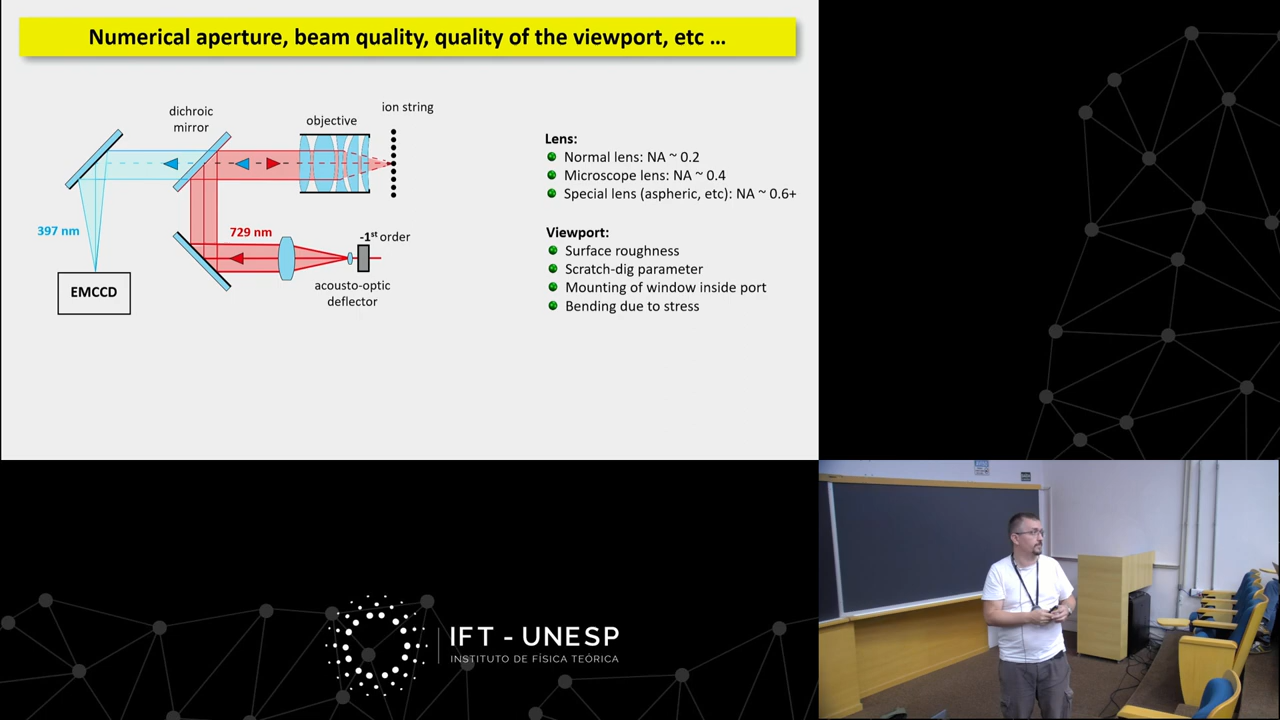 Numerical aperture, beam quality, quality of the viewport, etc ...
dichroic
mirror
objective
ion string
397 nm
729 nm
-1st order
acousto-optic
deflector
EMCCD
Lens:
Normal lens: NA ~ 0.2
Microscope lens: NA ~ 0.4
Special lens (aspheric, etc): NA ~ 0.6+
Viewport:
Surface roughness
Scratch-dig parameter
Mounting of window inside port
Bending due to stress
IFT - UNESP
INSTITUTO DE FÍSICA TEÓRICA